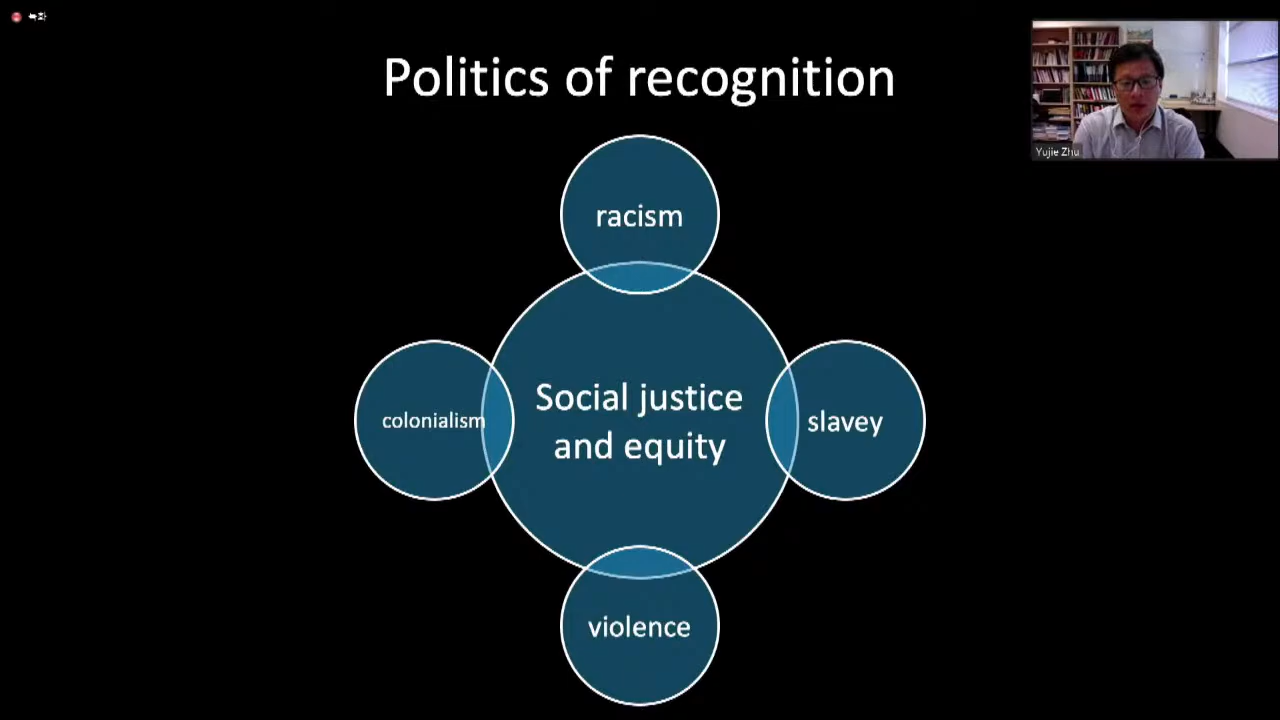 Politics of recognition
Yujie Zhu
racism
colonialism
Social justice
and equity
slavey
violence